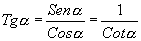 Tgα = Senα / Cosα = 1 / Cotα